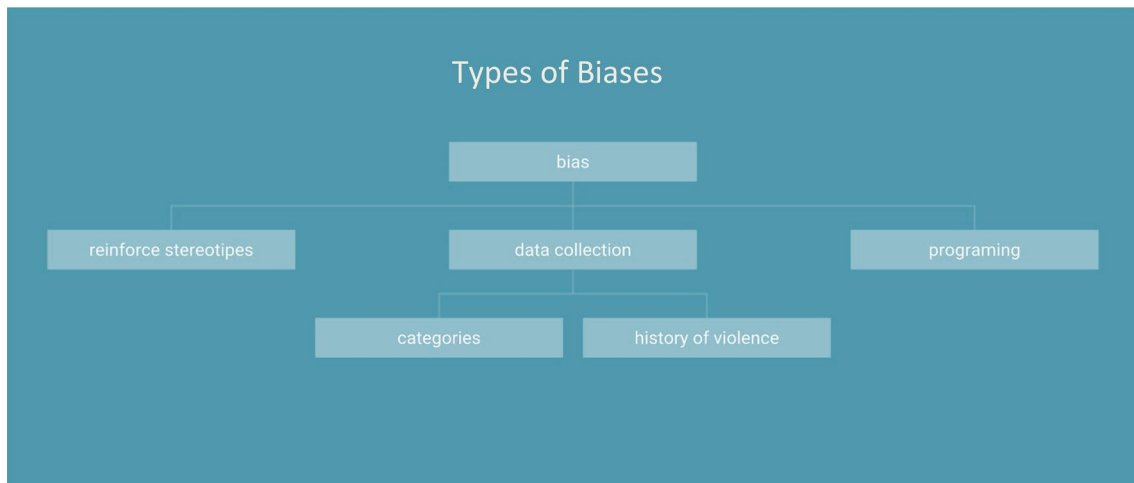 Types of Biases
bias
reinforce stereotipes
data collection
programing
categories
history of violence